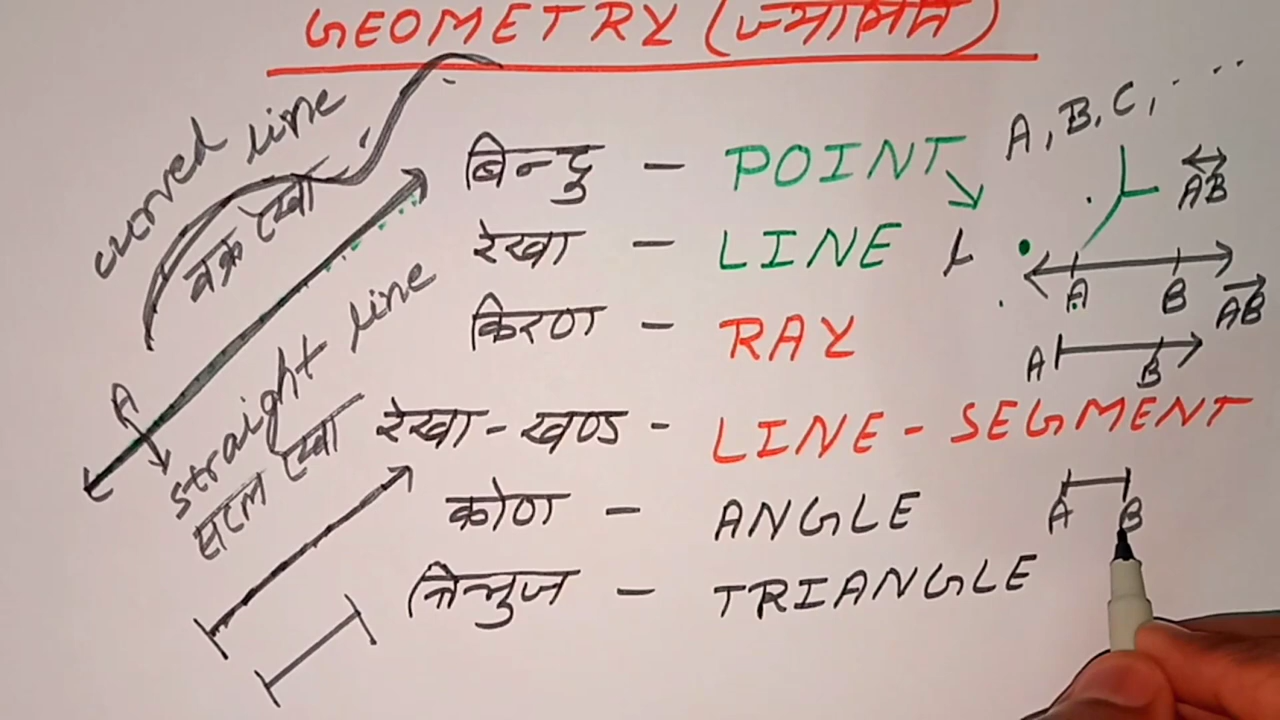 GEOMETRY (ज्यामिति)
curved line
वक्र रेखा
A, B, C, . . .
बिन्दु - POINT
AB
रेखा - LINE
A B
straight line
सरल रेखा
A
किरण - RAY
AB
A B
रेखा-खण्ड - LINE-SEGMENT
कोण - ANGLE
A B
त्रिभुज - TRIANGLE